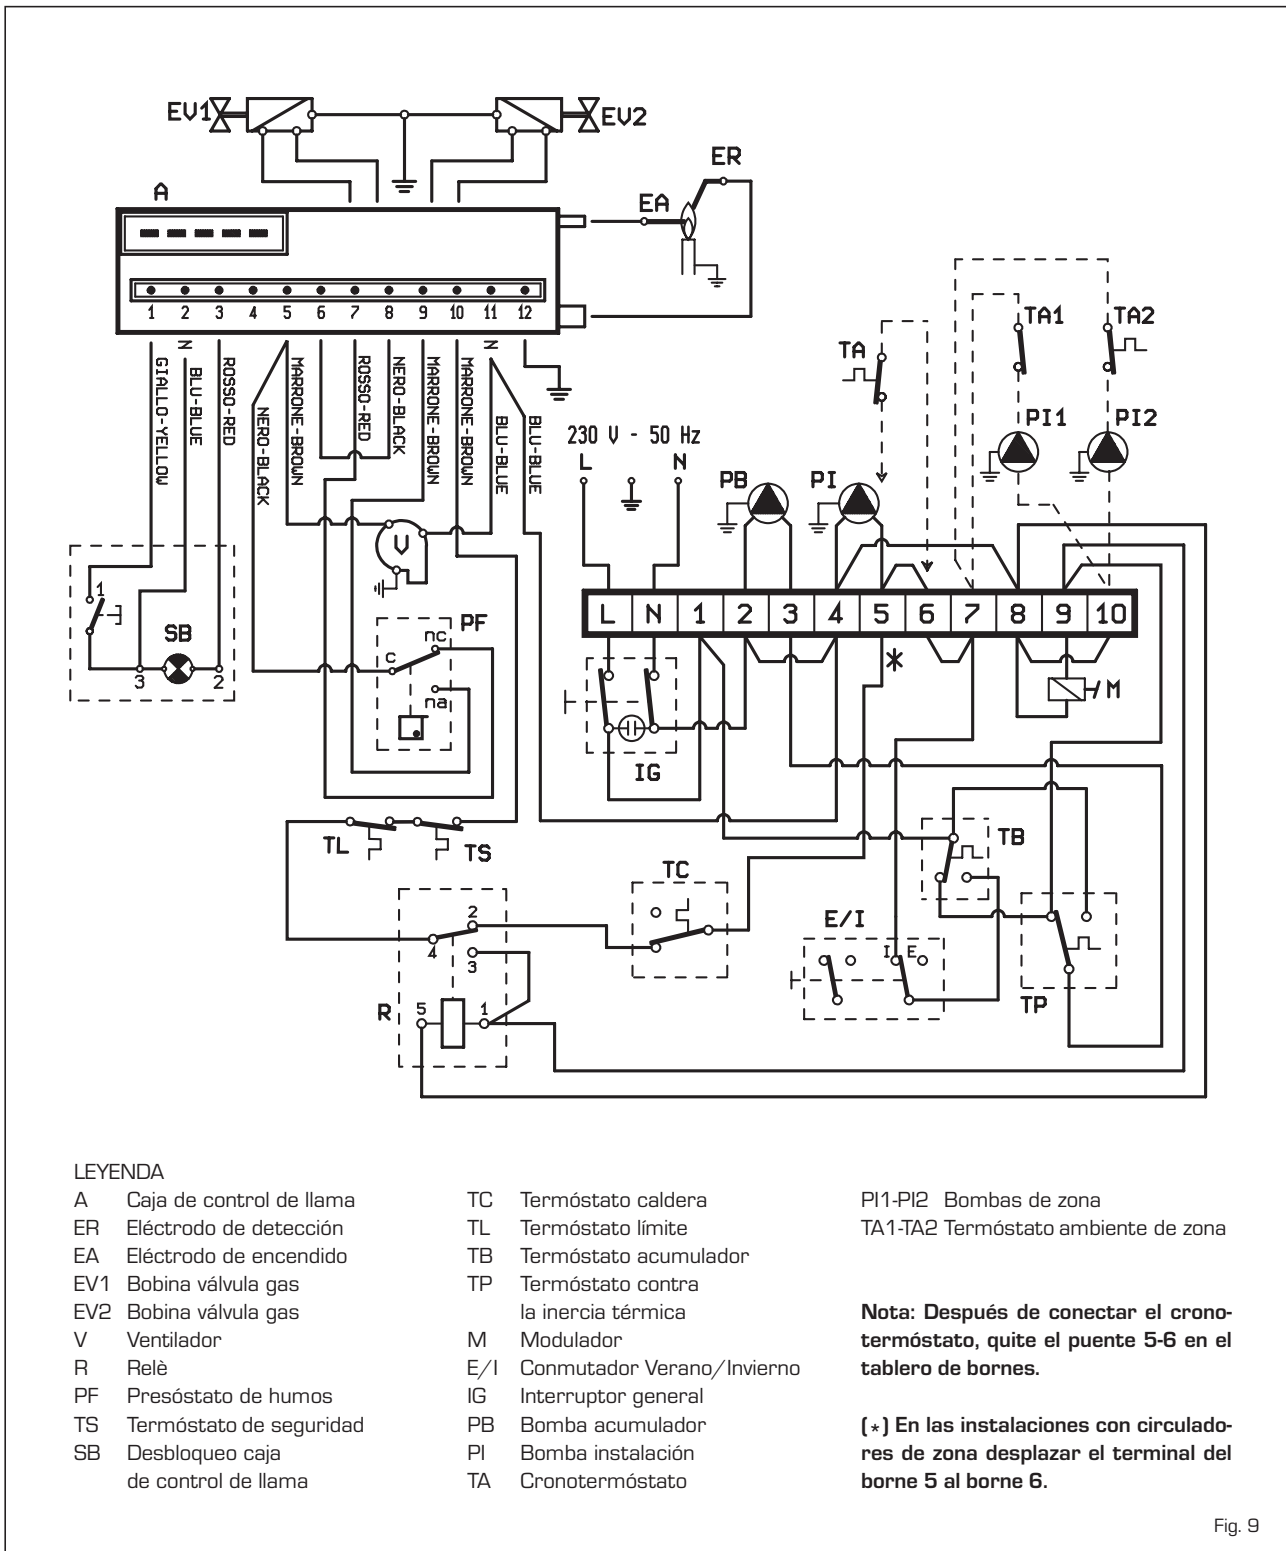 EV1
EV2
ER
EA
A
1 2 3 4 5 6 7 8 9 10 11 12
N
N
GIALLO-YELLOW
BLU-BLUE
ROSSO-RED
NERO-BLACK
MARRONE-BROWN
ROSSO-RED
NERO-BLACK
MARRONE-BROWN
MARRONE-BROWN
BLU-BLUE
BLU-BLUE
TA
TA1
TA2
PI1
PI2
230 V - 50 Hz
L N
PB
PI
V
1
SB
3 2
PF
nc
c
na
L N 1 2 3 4 5 6 7 8 9 10
*
M
IG
TL
TS
TB
TC
E/I
I E
TP
2
4
3
R
5 1
LEYENDA
A Caja de control de llama
ER Eléctrodo de detección
EA Eléctrodo de encendido
EV1 Bobina válvula gas
EV2 Bobina válvula gas
V Ventilador
R Relè
PF Presóstato de humos
TS Termóstato de seguridad
SB Desbloqueo caja
de control de llama
TC Termóstato caldera
TL Termóstato límite
TB Termóstato acumulador
TP Termóstato contra
la inercia térmica
M Modulador
E/I Conmutador Verano/Invierno
IG Interruptor general
PB Bomba acumulador
PI Bomba instalación
TA Cronotermóstato
PI1-PI2 Bombas de zona
TA1-TA2 Termóstato ambiente de zona
Nota: Después de conectar el crono-
termóstato, quite el puente 5-6 en el
tablero de bornes.
(*) En las instalaciones con circulado-
res de zona desplazar el terminal del
borne 5 al borne 6.
Fig. 9